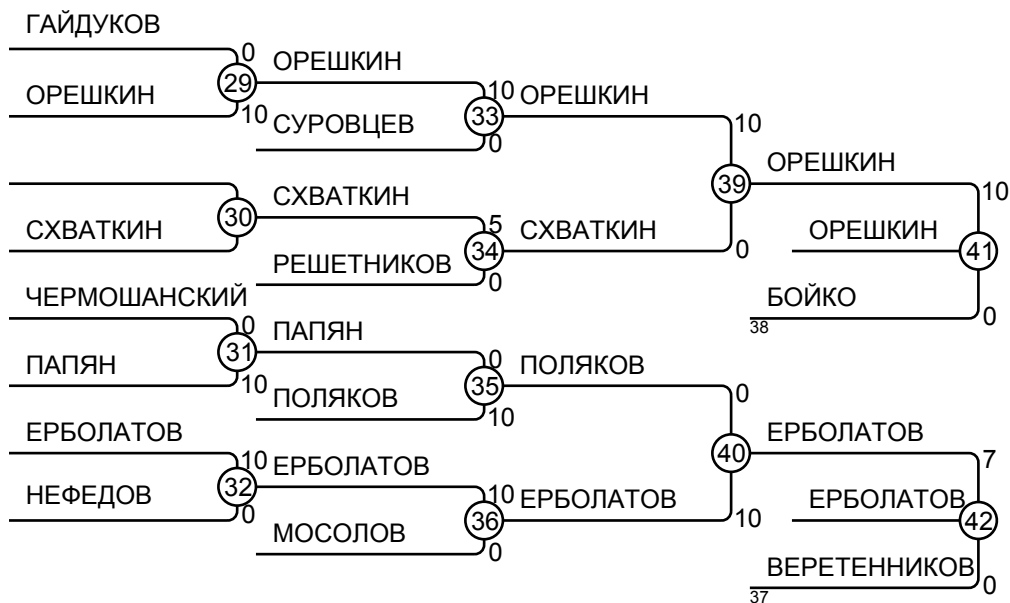 ГАЙДУКОВ
0
29
ОРЕШКИН
10
ОРЕШКИН
10
33
СУРОВЦЕВ
0
ОРЕШКИН
10
30
СХВАТКИН
СХВАТКИН
5
34
РЕШЕТНИКОВ
0
СХВАТКИН
0
39
ОРЕШКИН
10
ОРЕШКИН
41
БОЙКО
38
0
ЧЕРМОШАНСКИЙ
0
31
ПАПЯН
10
ПАПЯН
0
35
ПОЛЯКОВ
10
ПОЛЯКОВ
0
ЕРБОЛАТОВ
10
32
НЕФЕДОВ
0
ЕРБОЛАТОВ
10
36
МОСОЛОВ
0
ЕРБОЛАТОВ
10
40
ЕРБОЛАТОВ
7
ЕРБОЛАТОВ
42
ВЕРЕТЕННИКОВ
37
0